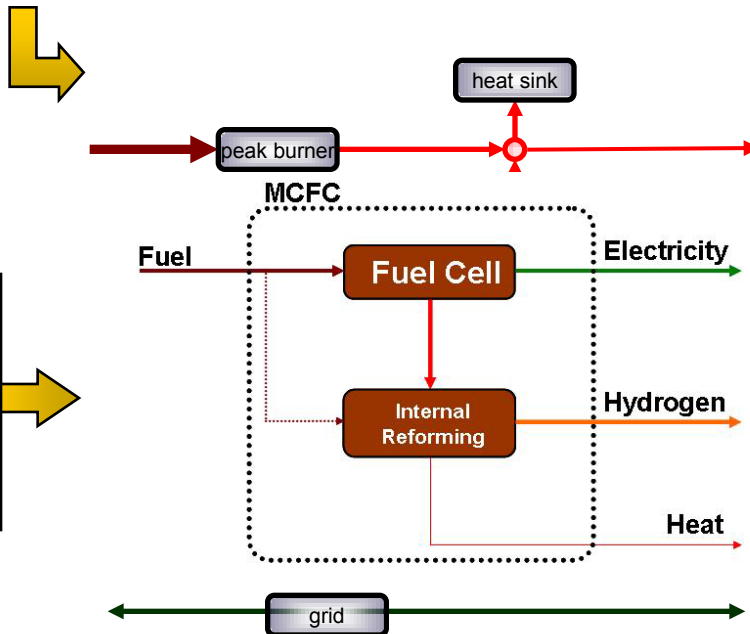 heat sink
peak burner
MCFC
Fuel
Fuel Cell
Electricity
Internal
Reforming
Hydrogen
Heat
grid